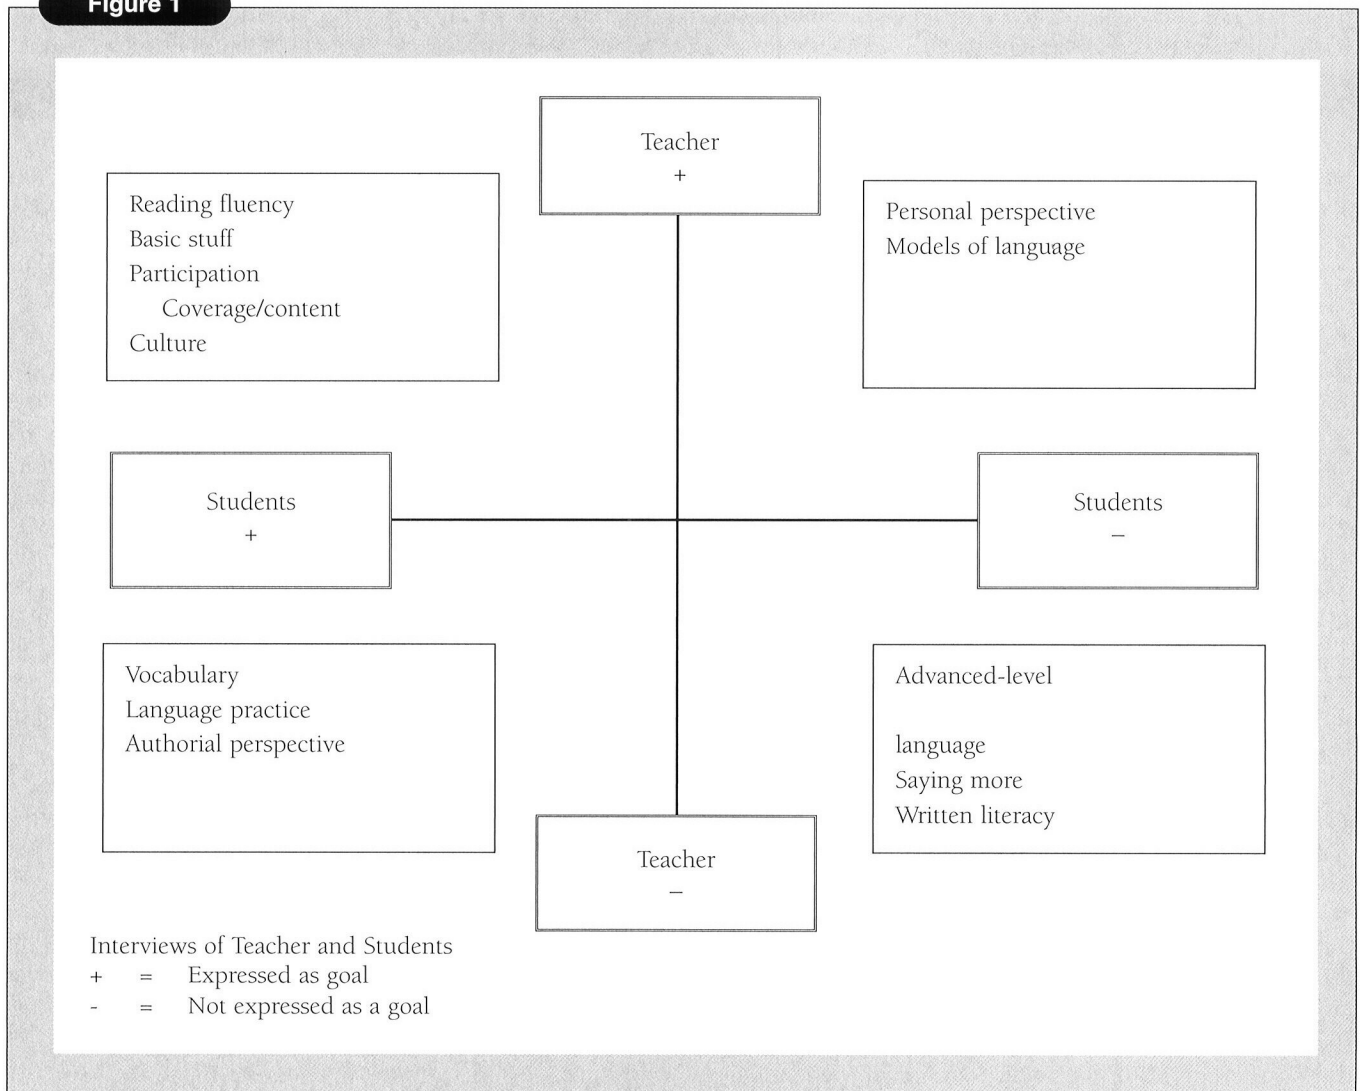 Figure 1
Teacher
+
Reading fluency
Basic stuff
Participation
Coverage/content
Culture
Personal perspective
Models of language
Students
+
Students
–
Vocabulary
Language practice
Authorial perspective
Advanced-level
language
Saying more
Written literacy
Teacher
–
Interviews of Teacher and Students
+ = Expressed as goal
- = Not expressed as a goal